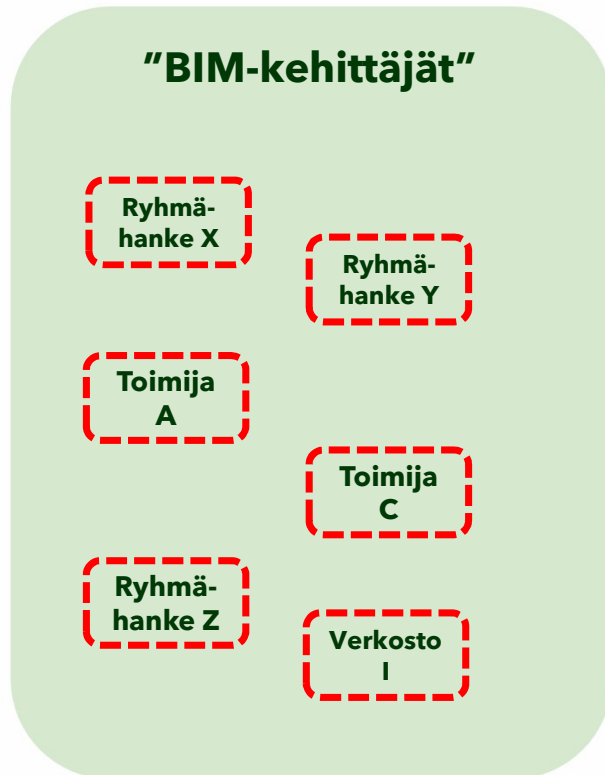 ”BIM-kehittäjät”
Ryhmä-
hanke X
Ryhmä-
hanke Y
Toimija
A
Toimija
C
Ryhmä-
hanke Z
Verkosto
I